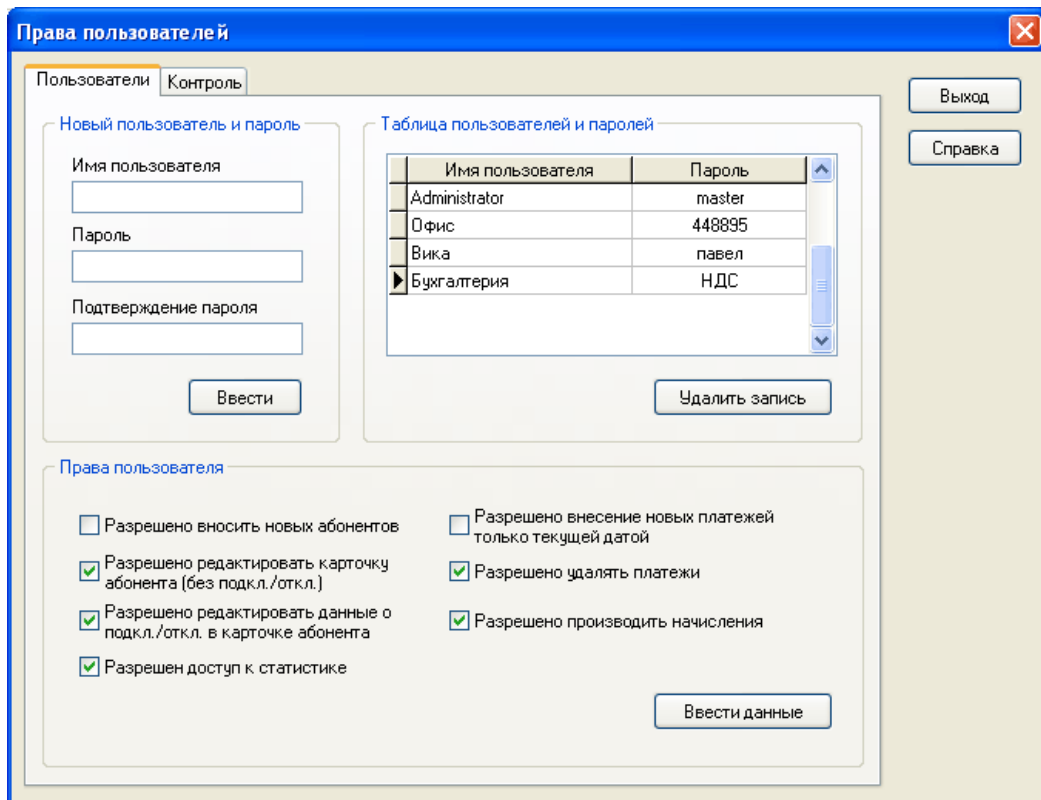 Права пользователей
Пользователи Контроль
Выход
Справка
Новый пользователь и пароль
Имя пользователя
Пароль
Подтверждение пароля
Ввести
Таблица пользователей и паролей
Имя пользователя Пароль
Administrator master
Офис 448895
Вика павел
Бухгалтерия НДС
Удалить запись
Права пользователя
Разрешено вносить новых абонентов
Разрешено редактировать карточку
абонента (без подкл./откл.)
Разрешено редактировать данные о
подкл./откл. в карточке абонента
Разрешен доступ к статистике
Разрешено внесение новых платежей
только текущей датой
Разрешено удалять платежи
Разрешено производить начисления
Ввести данные